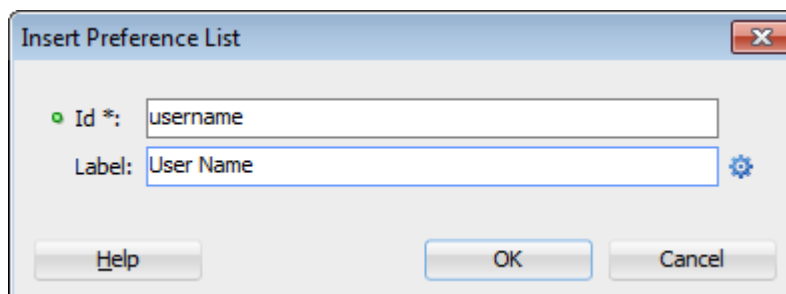 Insert Preference List
Id *: username
Label: User Name
Help OK Cancel